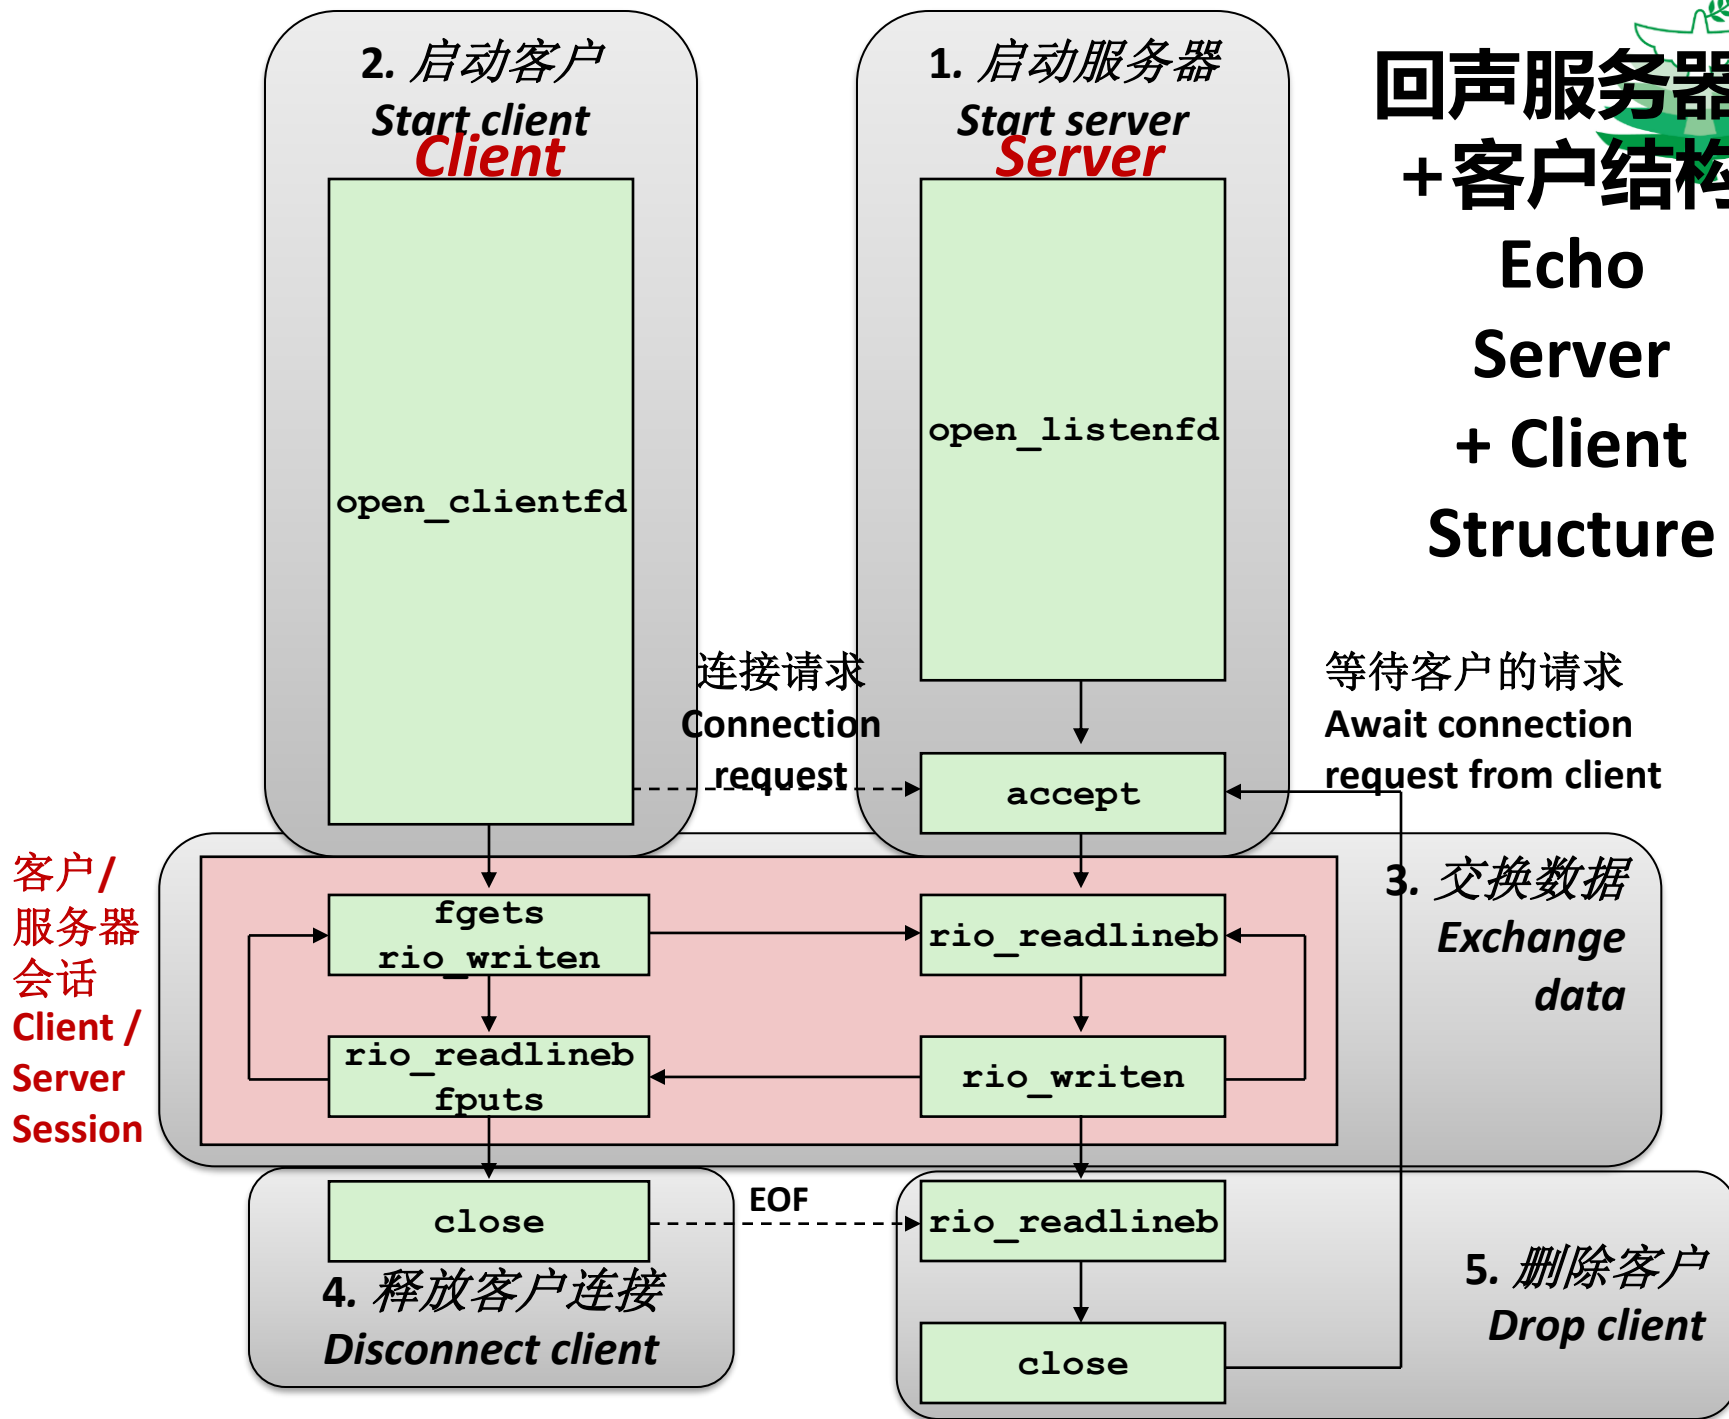 2. 启动客户
Start client
Client
open_clientfd
1. 启动服务器
Start server
Server
open_listenfd
回声服务器
+客户结构
Echo
Server
+ Client
Structure
连接请求
Connection
request
accept
等待客户的请求
Await connection
request from client
客户/
服务器
会话
Client /
Server
Session
fgets
rio_writen
rio_readlineb
rio_readlineb
fputs
rio_writen
3. 交换数据
Exchange
data
close
EOF
rio_readlineb
4. 释放客户连接
Disconnect client
close
5. 删除客户
Drop client